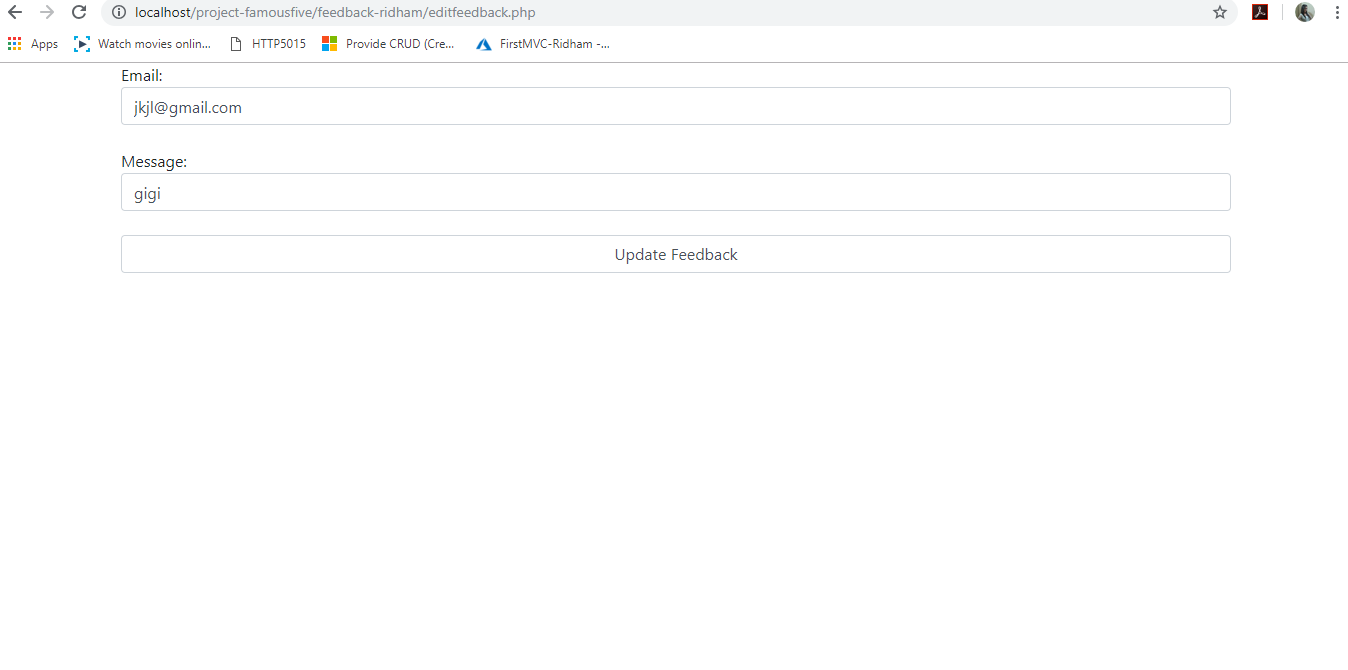 localhost/project-famousfive/feedback-ridham/editfeedback.php
Apps Watch movies onlin... HTTP5015 Provide CRUD (Cre... FirstMVC-Ridham -...
Email:
jkjl@gmail.com
Message:
gigi
Update Feedback